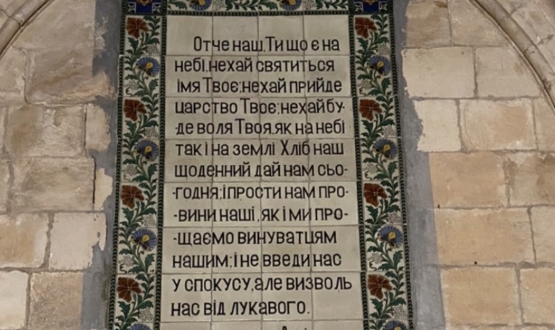 Отче наш, Ти що є на
небі, нехай святиться
імя Твоє; нехай прийде
царство Твоє; нехай бу-
де воля Твоя, як на небі
так і на землі Хліб наш
щоденний дай нам сьо-
годня; і прости нам про-
-вини наші, як і ми про-
-щаємо винуватцям
нашим; і не введи нас
у спокусу, але визволь
нас від лукавого.